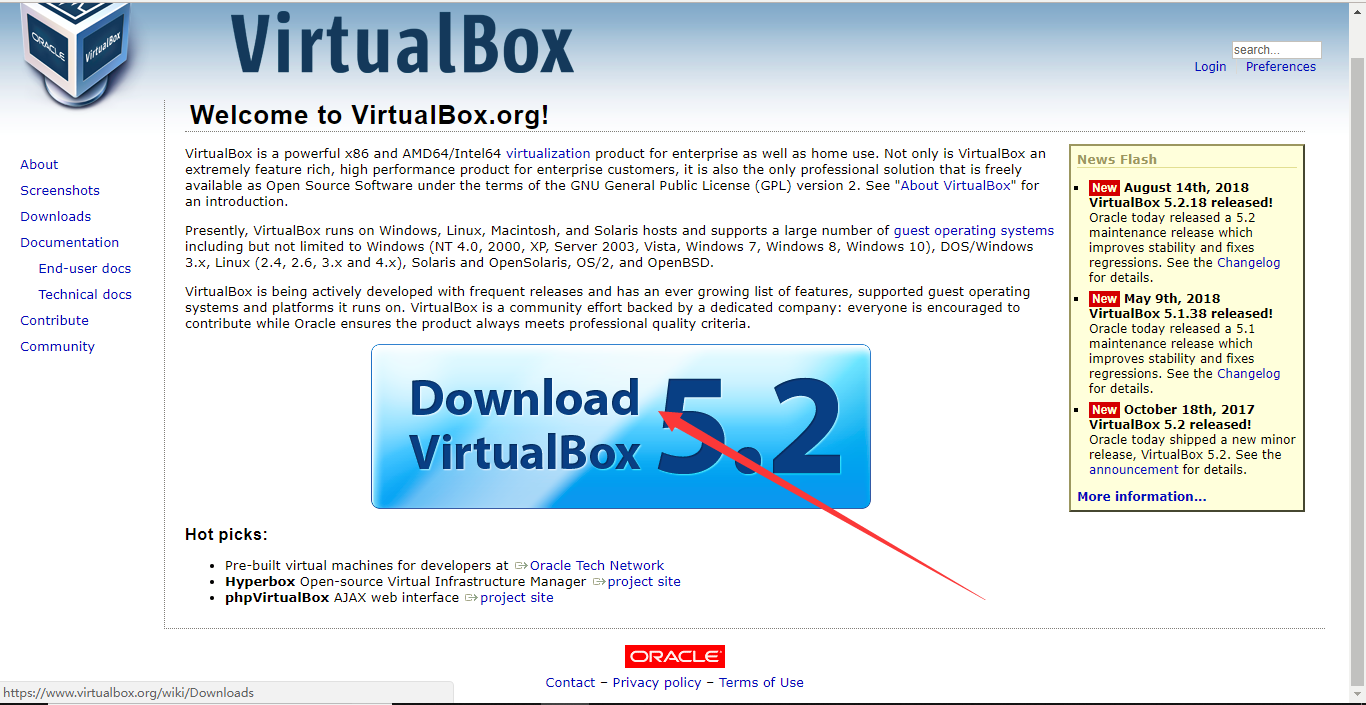 ORACLE
VirtualBox
VirtualBox
search...
Login Preferences
Welcome to VirtualBox.org!
About
Screenshots
Downloads
Documentation
End-user docs
Technical docs
Contribute
Community
VirtualBox is a powerful x86 and AMD64/Intel64 virtualization product for enterprise as well as home use. Not only is VirtualBox an
extremely feature rich, high performance product for enterprise customers, it is also the only professional solution that is freely
available as Open Source Software under the terms of the GNU General Public License (GPL) version 2. See "About VirtualBox" for
an introduction.
Presently, VirtualBox runs on Windows, Linux, Macintosh, and Solaris hosts and supports a large number of guest operating systems
including but not limited to Windows (NT 4.0, 2000, XP, Server 2003, Vista, Windows 7, Windows 8, Windows 10), DOS/Windows
3.x, Linux (2.4, 2.6, 3.x and 4.x), Solaris and OpenSolaris, OS/2, and OpenBSD.
VirtualBox is being actively developed with frequent releases and has an ever growing list of features, supported guest operating
systems and platforms it runs on. VirtualBox is a community effort backed by a dedicated company: everyone is encouraged to
contribute while Oracle ensures the product always meets professional quality criteria.
Download
VirtualBox 5.2
Hot picks:
• Pre-built virtual machines for developers at Oracle Tech Network
• Hyperbox Open-source Virtual Infrastructure Manager project site
• phpVirtualBox AJAX web interface project site
News Flash
New August 14th, 2018
VirtualBox 5.2.18 released!
Oracle today released a 5.2
maintenance release which
improves stability and fixes
regressions. See the Changelog
for details.
New May 9th, 2018
VirtualBox 5.1.38 released!
Oracle today released a 5.1
maintenance release which
improves stability and fixes
regressions. See the Changelog
for details.
New October 18th, 2017
VirtualBox 5.2 released!
Oracle today shipped a new minor
release, VirtualBox 5.2. See the
announcement for details.
More information...
ORACLE
Contact – Privacy policy – Terms of Use
https://www.virtualbox.org/wiki/Downloads